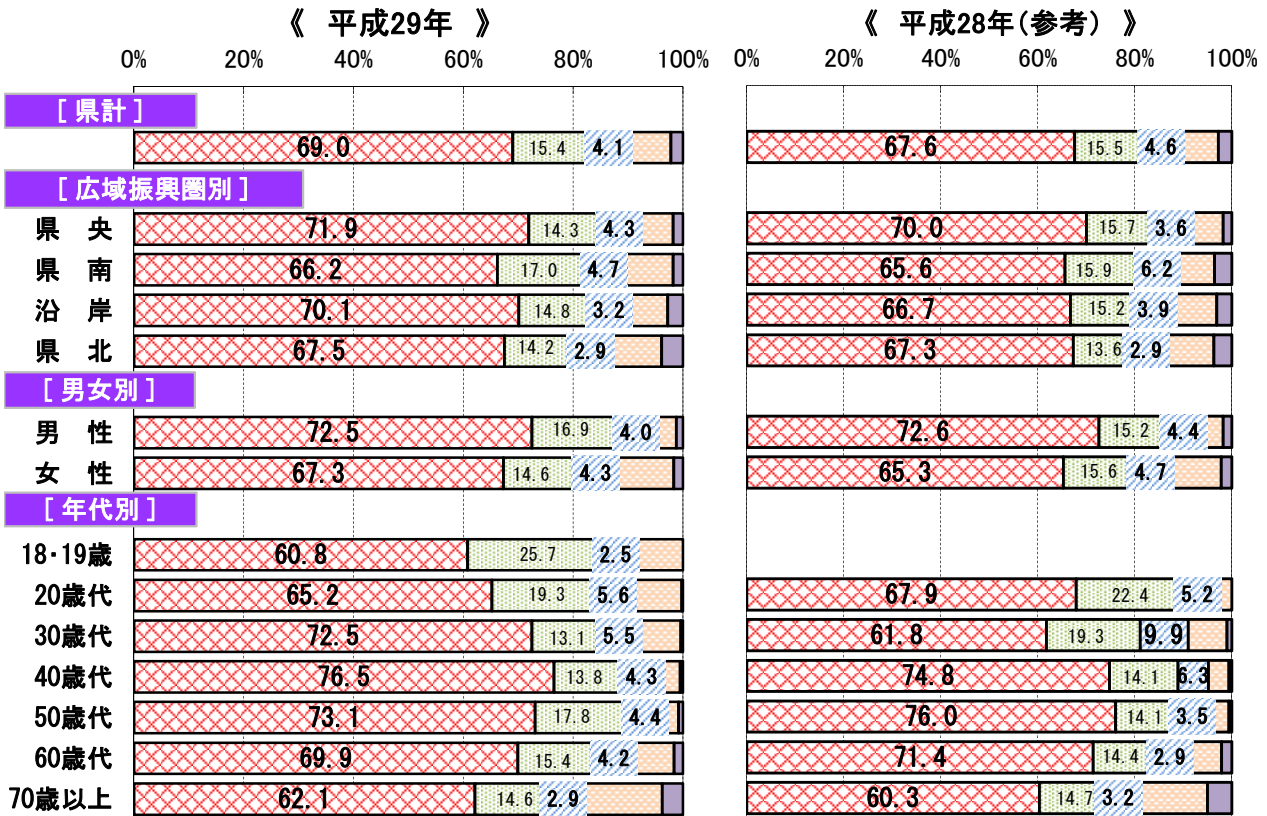 《 平成29年 》 《 平成28年(参考) 》
0% 20% 40% 60% 80% 100% 0% 20% 40% 60% 80% 100%
[ 県計 ]
69.0 15.4 4.1 67.6 15.5 4.6
[ 広域振興圏別 ]
県 央 71.9 14.3 4.3 70.0 15.7 3.6
県 南 66.2 17.0 4.7 65.6 15.9 6.2
沿 岸 70.1 14.8 3.2 66.7 15.2 3.9
県 北 67.5 14.2 2.9 67.3 13.6 2.9
[ 男女別 ]
男 性 72.5 16.9 4.0 72.6 15.2 4.4
女 性 67.3 14.6 4.3 65.3 15.6 4.7
[ 年代別 ]
18・19歳 60.8 25.7 2.5
20歳代 65.2 19.3 5.6 67.9 22.4 5.2
30歳代 72.5 13.1 5.5 61.8 19.3 9.9
40歳代 76.5 13.8 4.3 74.8 14.1 6.3
50歳代 73.1 17.8 4.4 76.0 14.1 3.5
60歳代 69.9 15.4 4.2 71.4 14.4 2.9
70歳以上 62.1 14.6 2.9 60.3 14.7 3.2